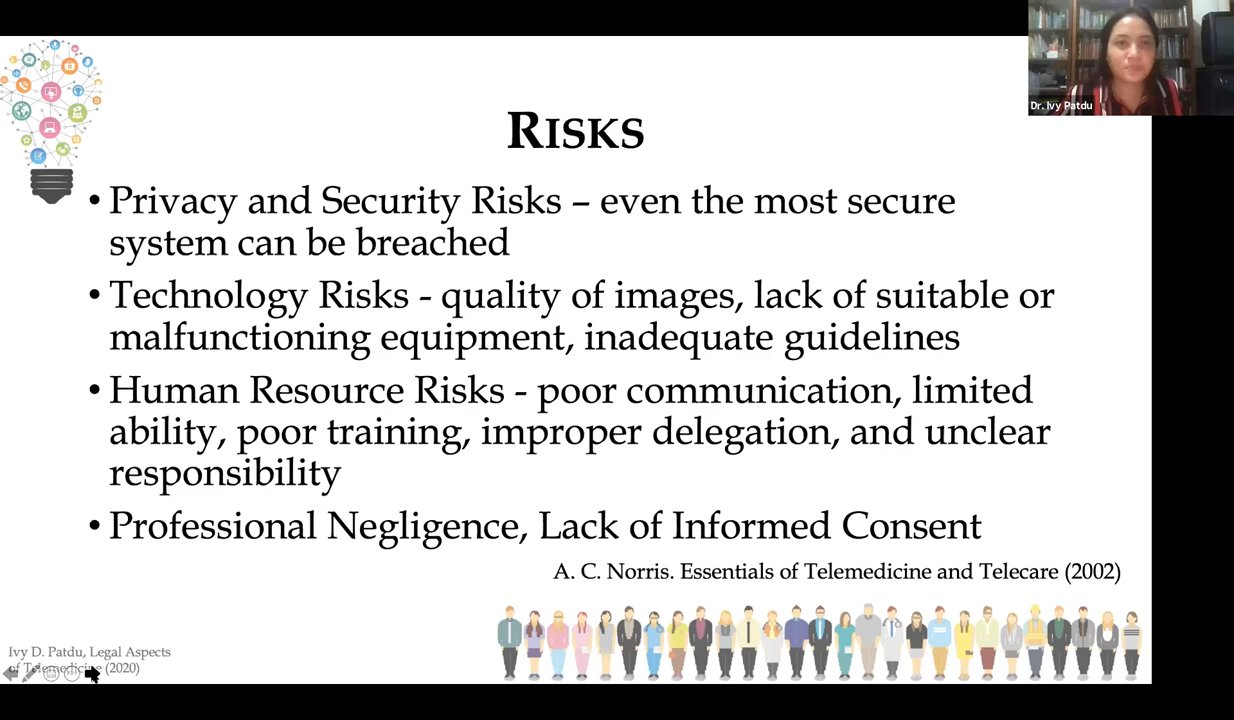 Dr. Ivy Patdu
RISKS
• Privacy and Security Risks – even the most secure
system can be breached
• Technology Risks - quality of images, lack of suitable or
malfunctioning equipment, inadequate guidelines
• Human Resource Risks - poor communication, limited
ability, poor training, improper delegation, and unclear
responsibility
• Professional Negligence, Lack of Informed Consent
A. C. Norris. Essentials of Telemedicine and Telecare (2002)
Ivy D. Patdu, Legal Aspects
of Telemedicine (2020)